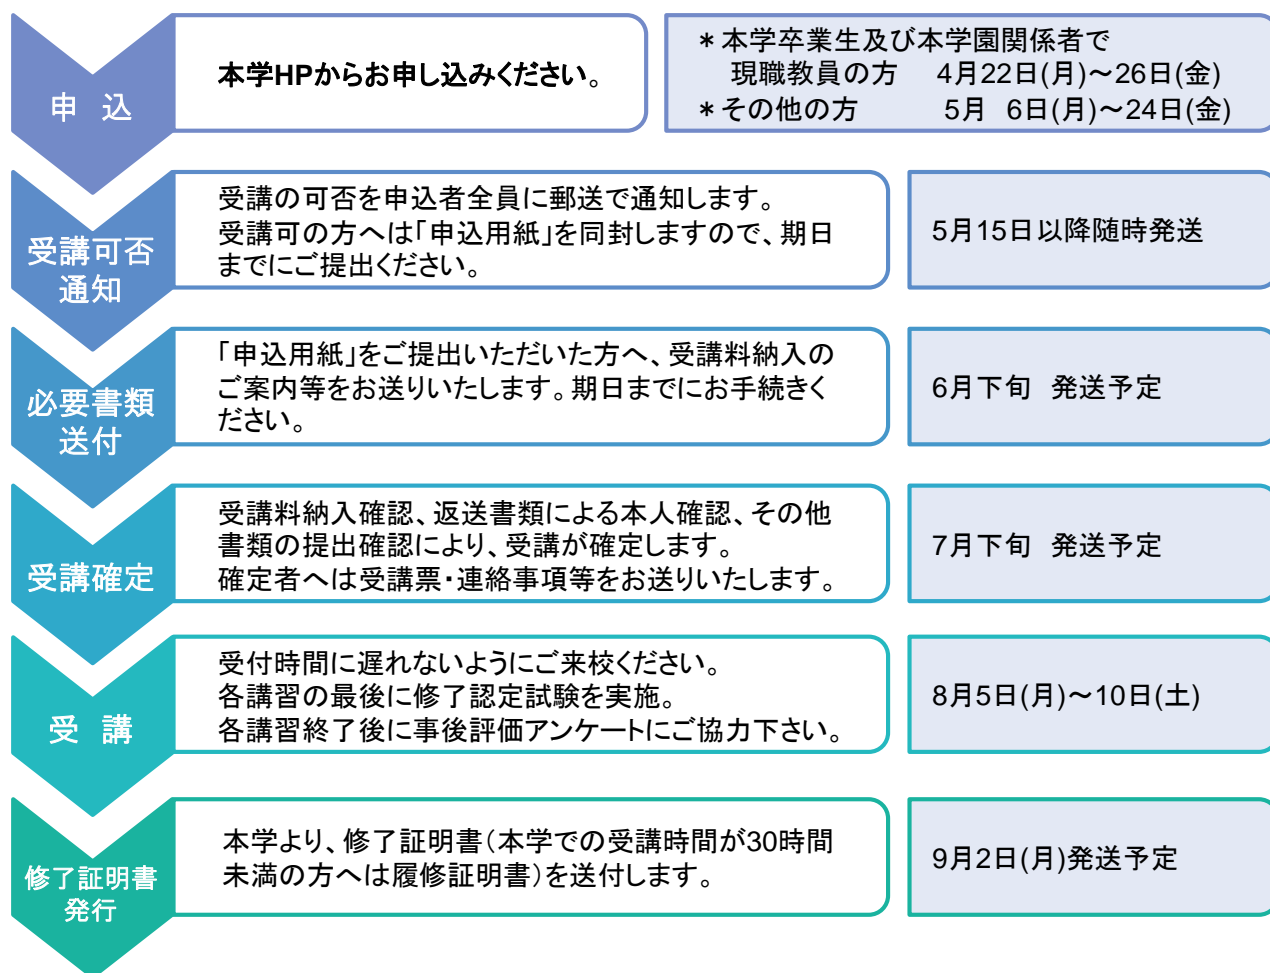 申 込
本学HPからお申し込みください。
＊本学卒業生及び本学園関係者で
現職教員の方 4月22日(月)～26日(金)
＊その他の方 5月 6日(月)～24日(金)
受講可否
通知
受講の可否を申込者全員に郵送で通知します。
受講可の方へは「申込用紙」を同封しますので、期日
までにご提出ください。
5月15日以降随時発送
必要書類
送付
「申込用紙」をご提出いただいた方へ、受講料納入の
ご案内等をお送りいたします。期日までにお手続きく
ださい。
6月下旬 発送予定
受講確定
受講料納入確認、返送書類による本人確認、その他
書類の提出確認により、受講が確定します。
確定者へは受講票・連絡事項等をお送りいたします。
7月下旬 発送予定
受 講
受付時間に遅れないようにご来校ください。
各講習の最後に修了認定試験を実施。
各講習終了後に事後評価アンケートにご協力下さい。
8月5日(月)～10日(土)
修了証明書
発行
本学より、修了証明書（本学での受講時間が30時間
未満の方へは履修証明書）を送付します。
9月2日(月)発送予定